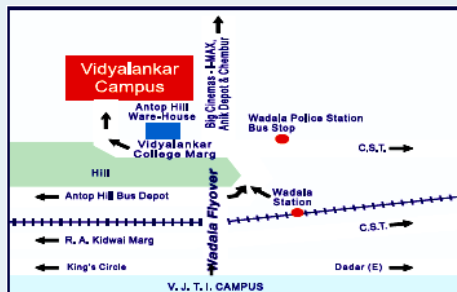 Vidyalankar
Campus
Antop Hill
Ware-House
Vidyalankar
College Marg
Big Cinemas - I-MAX,
Anik Depot & Chembur
Wadala Police Station
Bus Stop
C.S.T.
Hill
Antop Hill Bus Depot
Wadala Flyover
Wadala
Station
C.S.T.
R. A. Kidwai Marg
King's Circle
Dadar (E)
V. J. T. I. CAMPUS